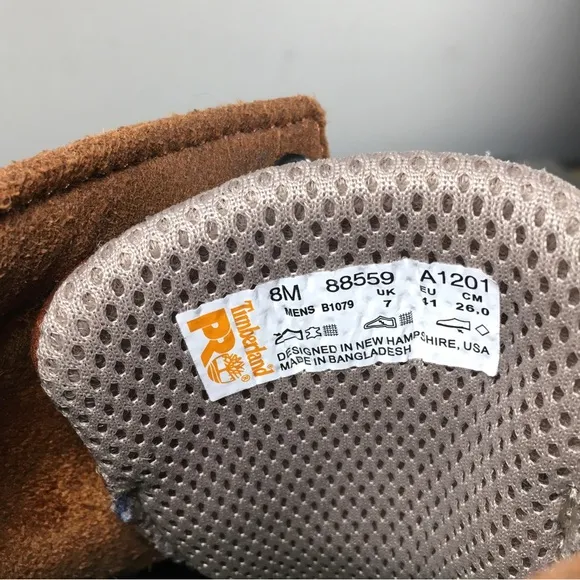 Timberland
PRO
®
8M 88559 A1201
MENS B1079 UK EU CM
7 41 26.0
DESIGNED IN NEW HAMPSHIRE, USA
MADE IN BANGLADESH